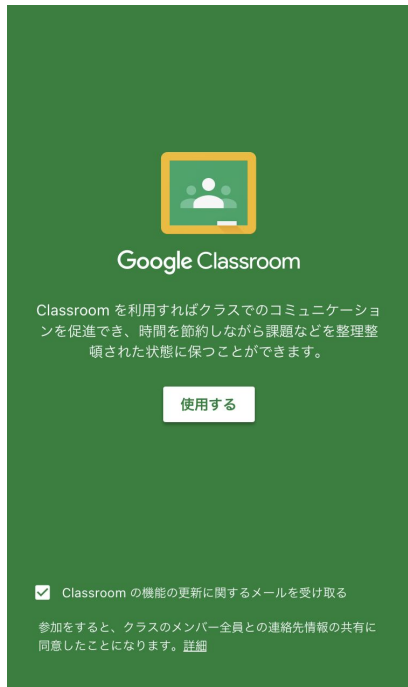 Google Classroom
Classroom を利用すればクラスでのコミュニケーショ
ンを促進でき、時間を節約しながら課題などを整理整
頓された状態に保つことができます。
使用する
Classroom の機能の更新に関するメールを受け取る
参加をすると、クラスのメンバー全員との連絡先情報の共有に
同意したことになります。詳細